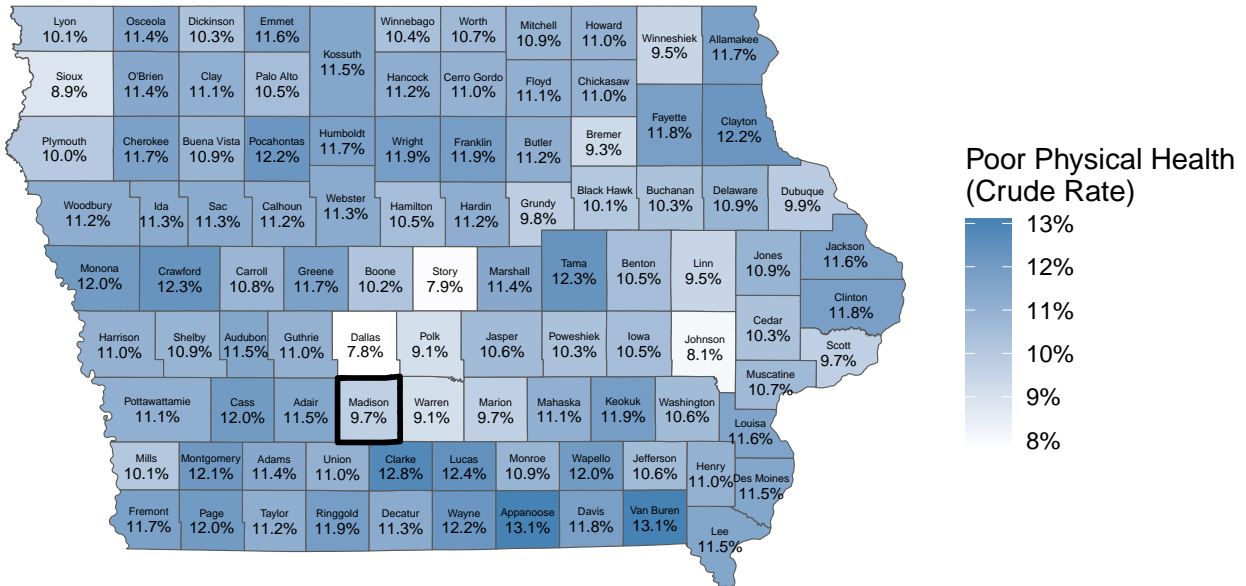 Lyon
10.1%
Osceola
11.4%
Dickinson
10.3%
Emmet
11.6%
Kossuth
11.5%
Winnebago
10.4%
Worth
10.7%
Mitchell
10.9%
Howard
11.0%
Winneshiek
9.5%
Allamakee
11.7%
Sioux
8.9%
O'Brien
11.4%
Clay
11.1%
Palo Alto
10.5%
Hancock
11.2%
Cerro Gordo
11.0%
Floyd
11.1%
Chickasaw
11.0%
Fayette
11.8%
Clayton
12.2%
Plymouth
10.0%
Cherokee
11.7%
Buena Vista
10.9%
Pocahontas
12.2%
Humboldt
11.7%
Wright
11.9%
Franklin
11.9%
Butler
11.2%
Bremer
9.3%
Woodbury
11.2%
Ida
11.3%
Sac
11.3%
Calhoun
11.2%
Webster
11.3%
Hamilton
10.5%
Hardin
11.2%
Grundy
9.8%
Black Hawk
10.1%
Buchanan
10.3%
Delaware
10.9%
Dubuque
9.9%
Monona
12.0%
Crawford
12.3%
Carroll
10.8%
Greene
11.7%
Boone
10.2%
Story
7.9%
Marshall
11.4%
Tama
12.3%
Benton
10.5%
Linn
9.5%
Jones
10.9%
Jackson
11.6%
Clinton
11.8%
Harrison
11.0%
Shelby
10.9%
Audubon
11.5%
Guthrie
11.0%
Dallas
7.8%
Polk
9.1%
Jasper
10.6%
Poweshiek
10.3%
Iowa
10.5%
Johnson
8.1%
Cedar
10.3%
Scott
9.7%
Muscatine
10.7%
Pottawattamie
11.1%
Cass
12.0%
Adair
11.5%
Madison
9.7%
Warren
9.1%
Marion
9.7%
Mahaska
11.1%
Keokuk
11.9%
Washington
10.6%
Louisa
11.6%
Mills
10.1%
Montgomery
12.1%
Adams
11.4%
Union
11.0%
Clarke
12.8%
Lucas
12.4%
Monroe
10.9%
Wapello
12.0%
Jefferson
10.6%
Henry
11.0%
Des Moines
11.5%
Fremont
11.7%
Page
12.0%
Taylor
11.2%
Ringgold
11.9%
Decatur
11.3%
Wayne
12.2%
Appanoose
13.1%
Davis
11.8%
Van Buren
13.1%
Lee
11.5%
Poor Physical Health
(Crude Rate)
13%
12%
11%
10%
9%
8%